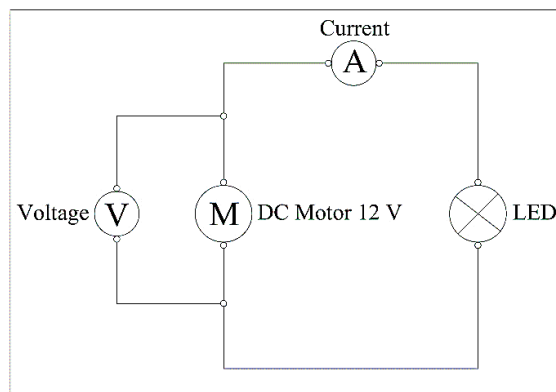 Current
A
Voltage
V
M
DC Motor 12 V
LED